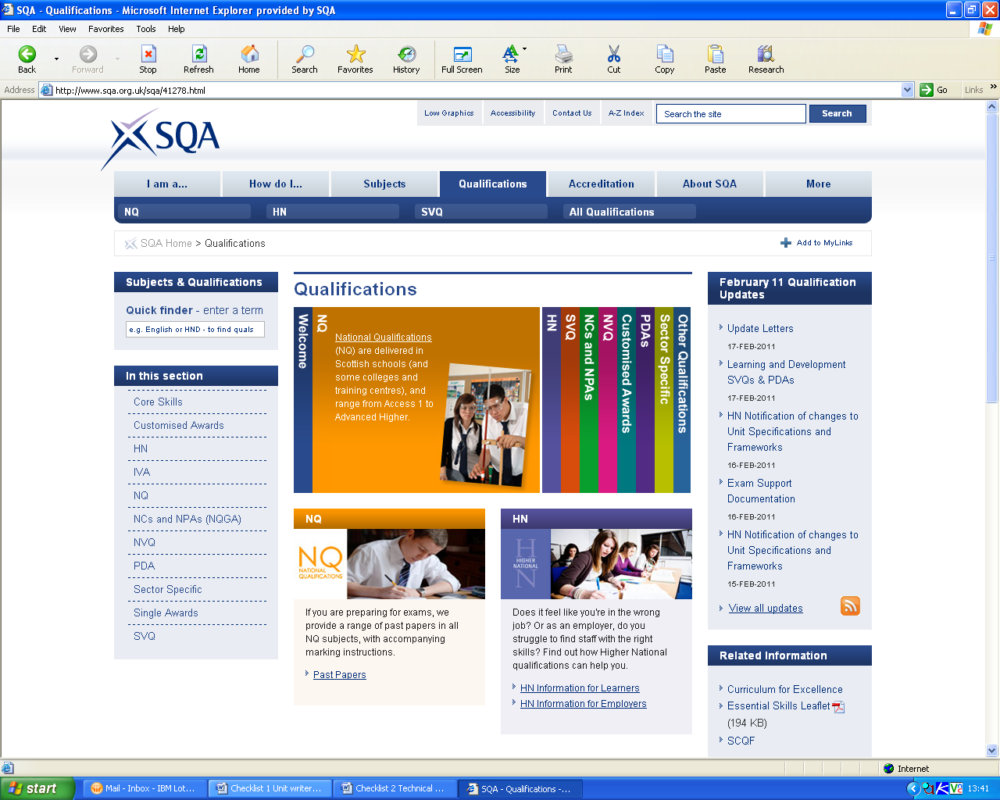 SQA - Qualifications - Microsoft Internet Explorer provided by SQA
File Edit View Favorites Tools Help
Back Forward Stop Refresh Home Search Favorites History Full Screen Size Print Cut Copy Paste Research
Address http://www.sqa.org.uk/sqa/41278.html Go Links »
Low Graphics Accessibility Contact Us A-Z Index Search the site Search
SQA
I am a... How do I... Subjects Qualifications Accreditation About SQA More
NQ HN SVQ All Qualifications
SQA Home > Qualifications
Add to MyLinks
Subjects & Qualifications
Quick finder - enter a term
e.g. English or HND - to find quals
In this section
Core Skills
Customised Awards
HN
IVA
NQ
NCs and NPAs (NQGA)
NVQ
PDA
Sector Specific
Single Awards
SVQ
Qualifications
Welcome
NQ
National Qualifications
(NQ) are delivered in
Scottish schools (and
some colleges and
training centres), and
range from Access 1 to
Advanced Higher.
HN
SVQ
NCs and NPAs
NVQ
Customised Awards
PDAs
Sector Specific
Other Qualifications
NQ
NQ
NATIONAL
QUALIFICATIONS
If you are preparing for exams, we
provide a range of past papers in all
NQ subjects, with accompanying
marking instructions.
Past Papers
HN
H
HIGHER
NATIONAL
N
Does it feel like you're in the wrong
job? Or as an employer, do you
struggle to find staff with the right
skills? Find out how Higher National
qualifications can help you.
HN Information for Learners
HN Information for Employers
February 11 Qualification
Updates
Update Letters
17-FEB-2011
Learning and Development
SVQs & PDAs
17-FEB-2011
HN Notification of changes to
Unit Specifications and
Frameworks
16-FEB-2011
Exam Support
Documentation
16-FEB-2011
HN Notification of changes to
Unit Specifications and
Frameworks
15-FEB-2011
View all updates
Related Information
Curriculum for Excellence
Essential Skills Leaflet
(194 KB)
SCQF
Internet
start Mail - Inbox - IBM Lot... Checklist 1 Unit writer... Checklist 2 Technical ... SQA - Qualifications -... 13:41